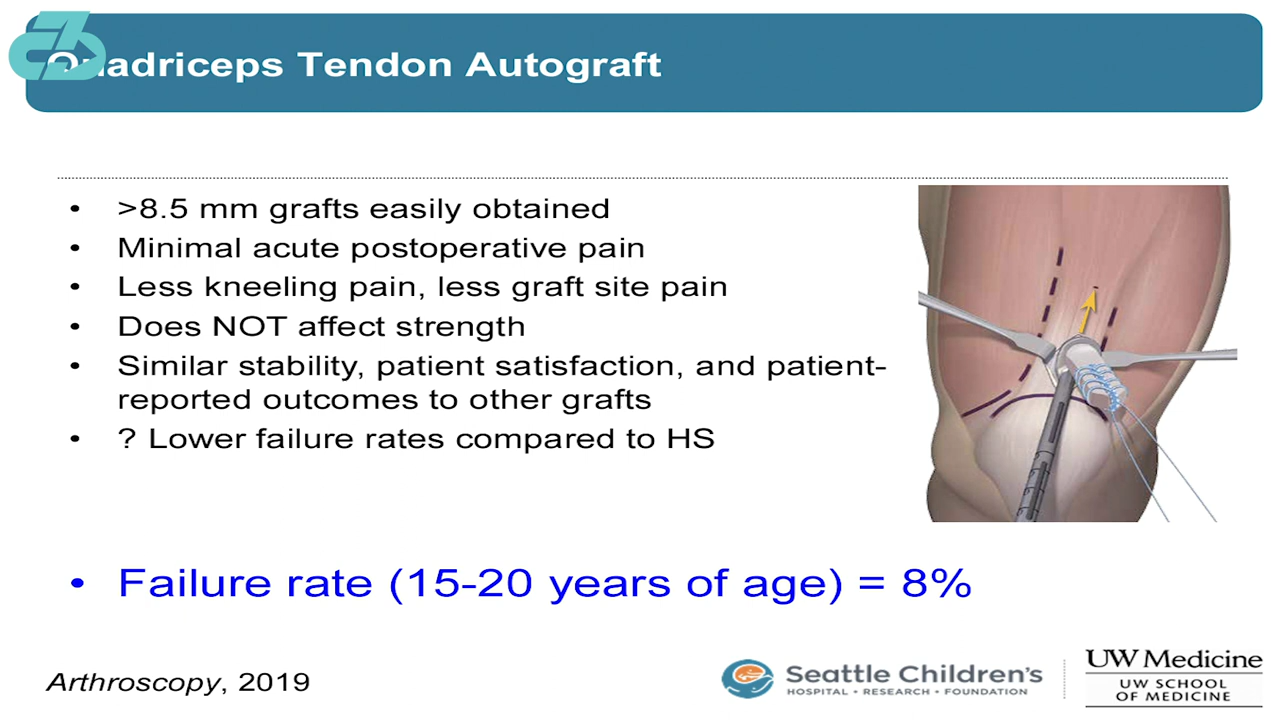 Quadriceps Tendon Autograft
• >8.5 mm grafts easily obtained
• Minimal acute postoperative pain
• Less kneeling pain, less graft site pain
• Does NOT affect strength
• Similar stability, patient satisfaction, and patient-
reported outcomes to other grafts
• ? Lower failure rates compared to HS
• Failure rate (15-20 years of age) = 8%
Arthroscopy, 2019
Seattle Children's
HOSPITAL • RESEARCH • FOUNDATION
UW Medicine
UW SCHOOL
OF MEDICINE